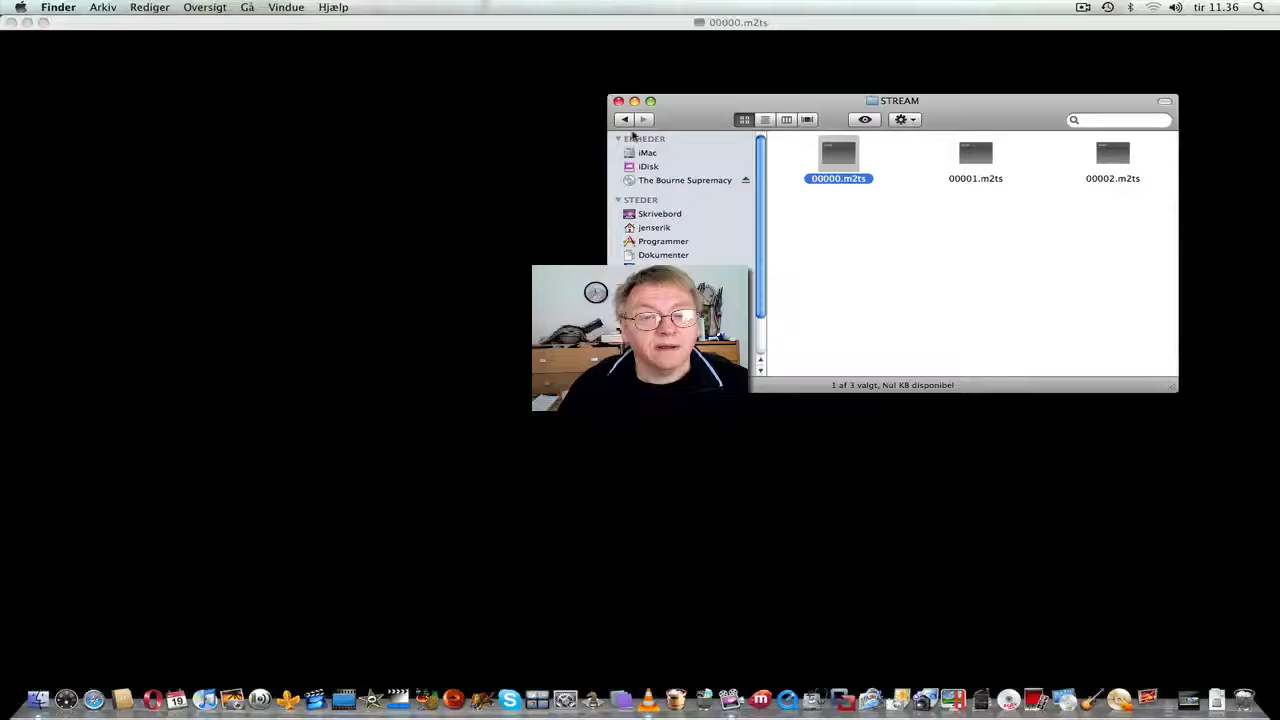 Finder Arkiv Rediger Oversigt Gå Vindue Hjælp tir 11.36
00000.m2ts
STREAM
ENHEDER
iMac
iDisk
The Bourne Supremacy
STEDER
Skrivebord
jenserik
Programmer
Dokumenter
00000.m2ts 00001.m2ts 00002.m2ts
1 af 3 valgt, Nul KB disponibel
19